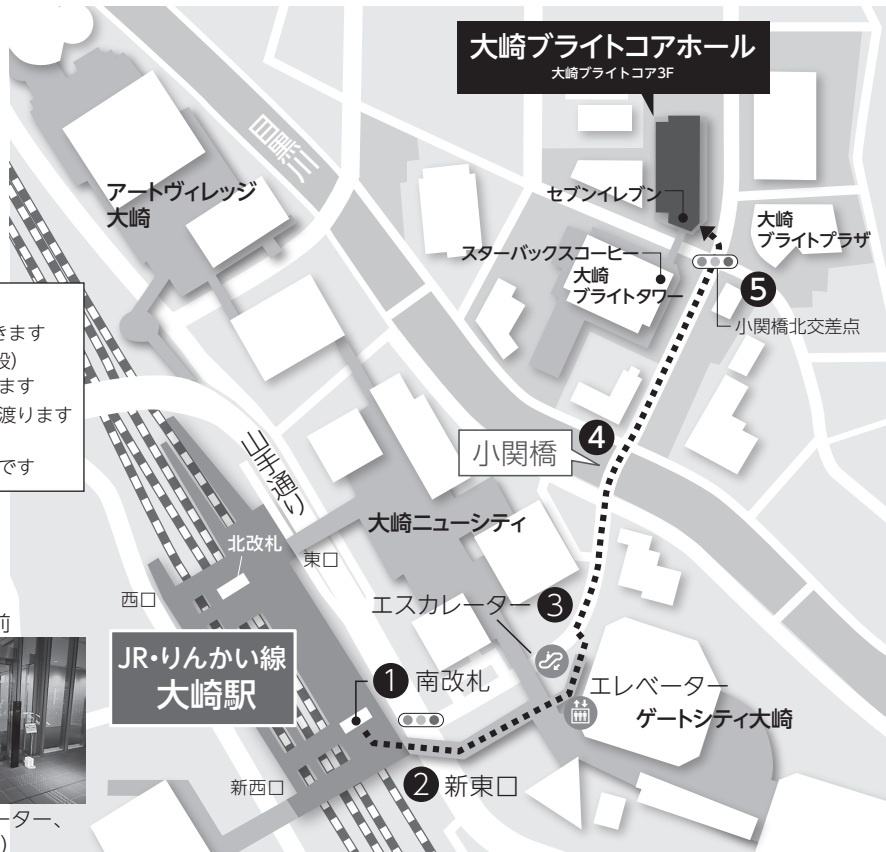 大崎ブライトコアホール
大崎ブライトコア3F
目黒川
アートヴィレッジ
大崎
セブンイレブン
大崎
ブライトプラザ
スターバックスコーヒー
大崎
ブライトタワー
❺
小関橋北交差点
きます
設)
ます
渡ります
です
❹
小関橋
山手通り
大崎ニューシティ
北改札
東口
西口
エスカレーター ❸
前
JR・りんかい線
大崎駅
❶ 南改札
エレベーター
ゲートシティ大崎
新西口
❷ 新東口
ーター、
)